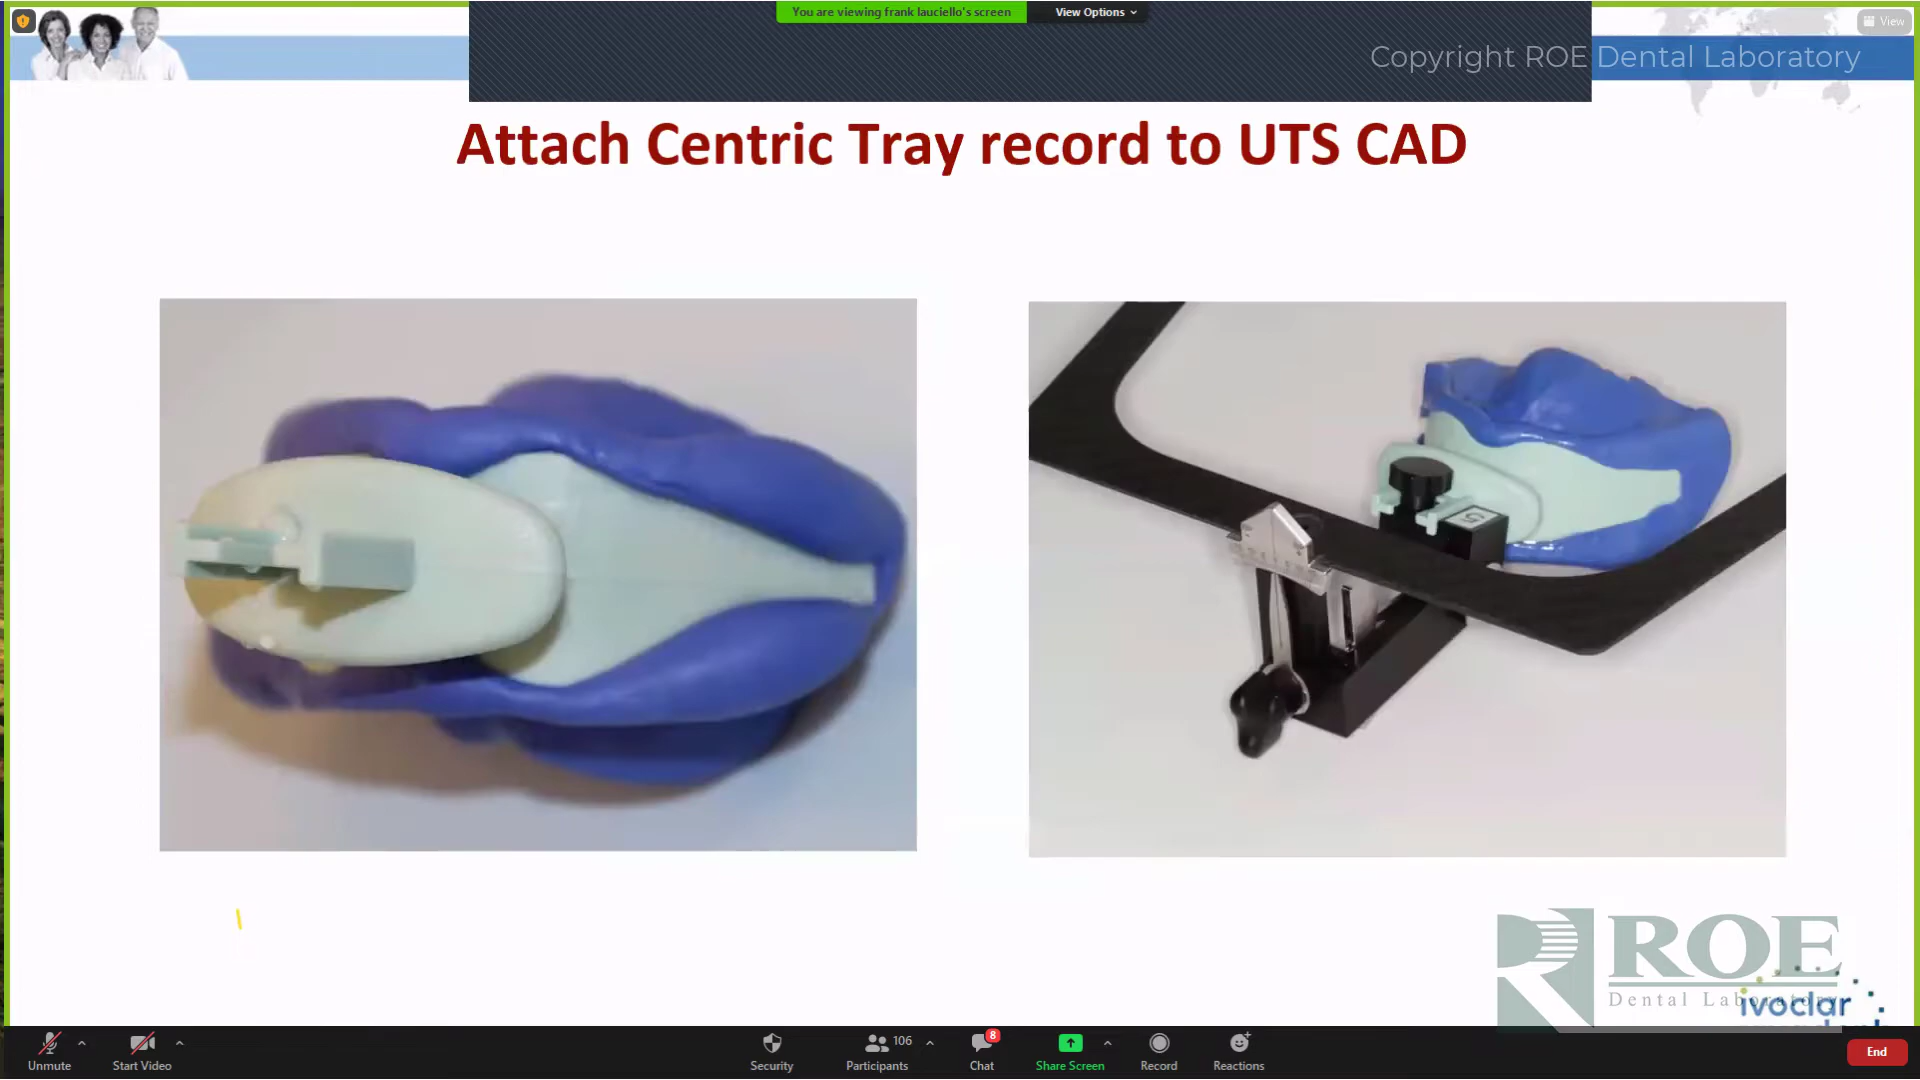 You are viewing frank lauciello's screen
View Options
View
Copyright ROE Dental Laboratory
Attach Centric Tray record to UTS CAD
ROE
Dental Laboratory
ivoclar
Unmute
Start Video
Security
106
Participants
8
Chat
Share Screen
Record
Reactions
End